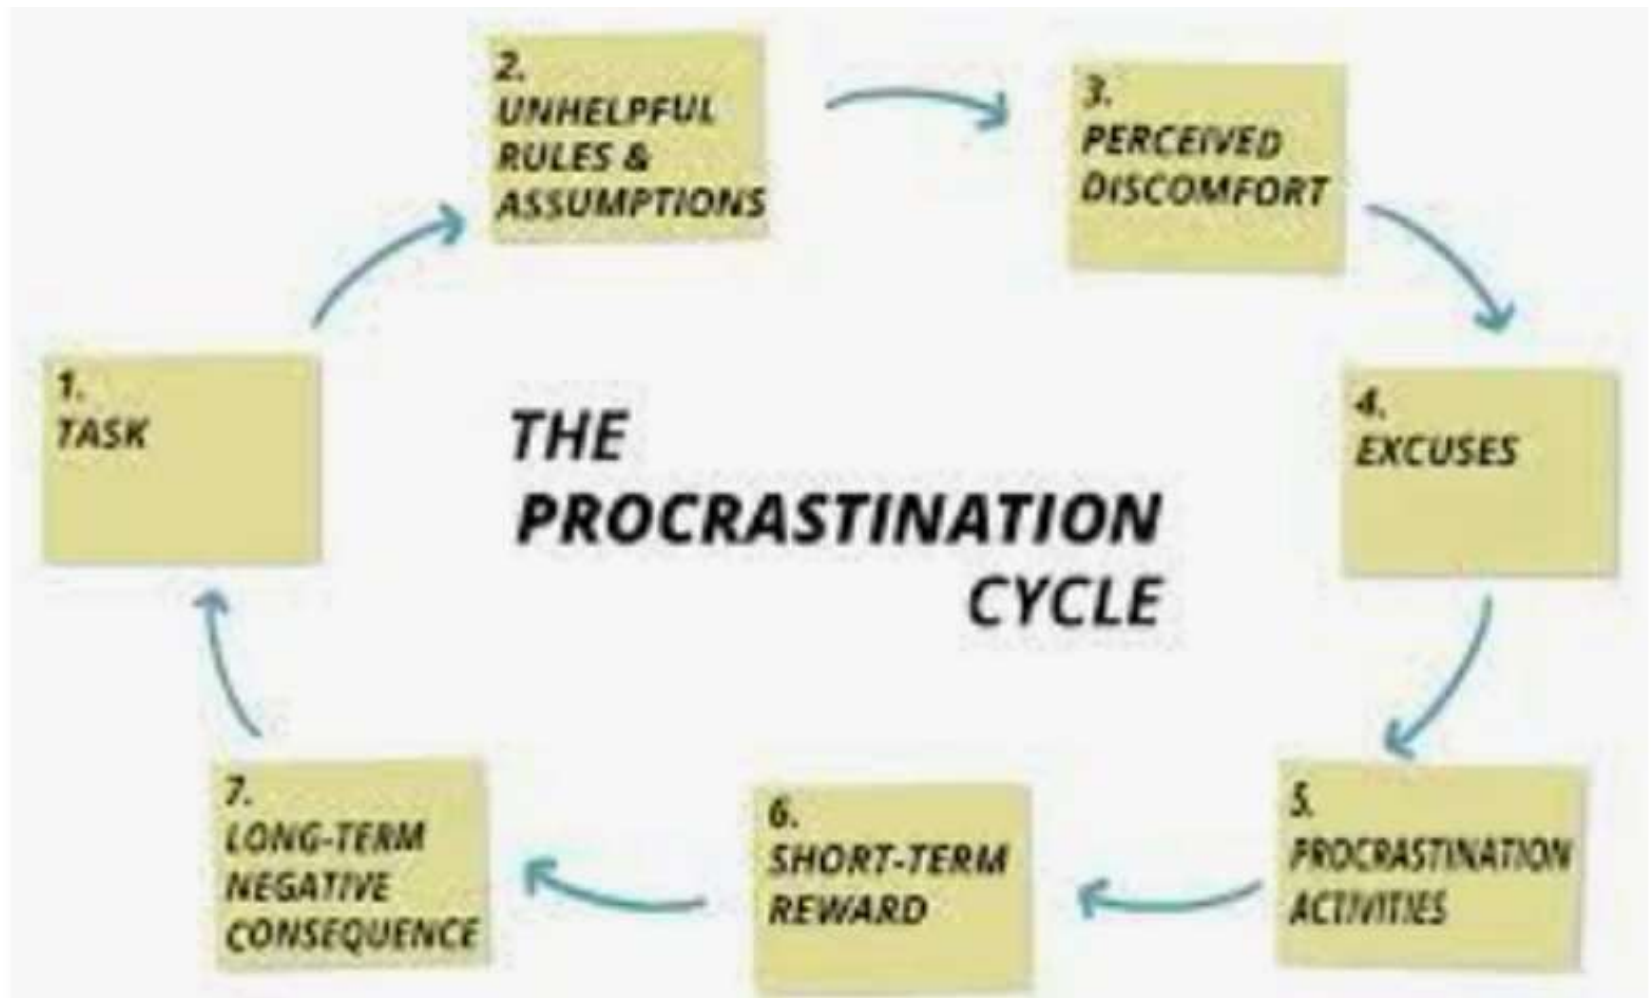 THE
PROCRASTINATION
CYCLE
1.
TASK
2.
UNHELPFUL
RULES &
ASSUMPTIONS
3.
PERCEIVED
DISCOMFORT
4.
EXCUSES
5.
PROCRASTINATION
ACTIVITIES
6.
SHORT-TERM
REWARD
7.
LONG-TERM
NEGATIVE
CONSEQUENCE